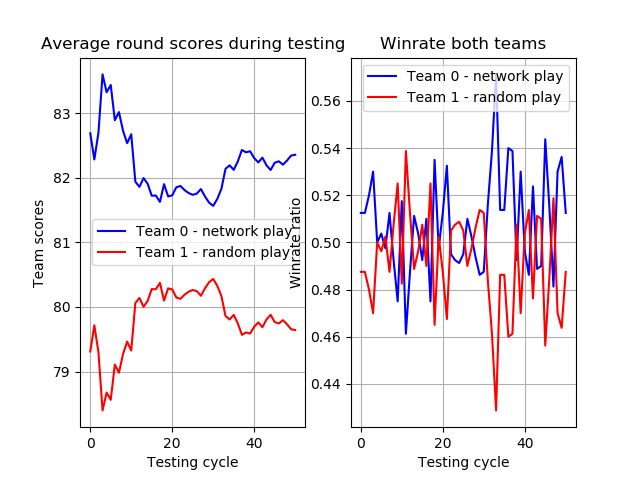 Average round scores during testing
Team scores
83
82
81
80
79
Team 0 - network play
Team 1 - random play
0
20
40
Testing cycle
Winrate both teams
Winrate ratio
0.56
0.54
0.52
0.50
0.48
0.46
0.44
Team 0 - network play
Team 1 - random play
0
20
40
Testing cycle